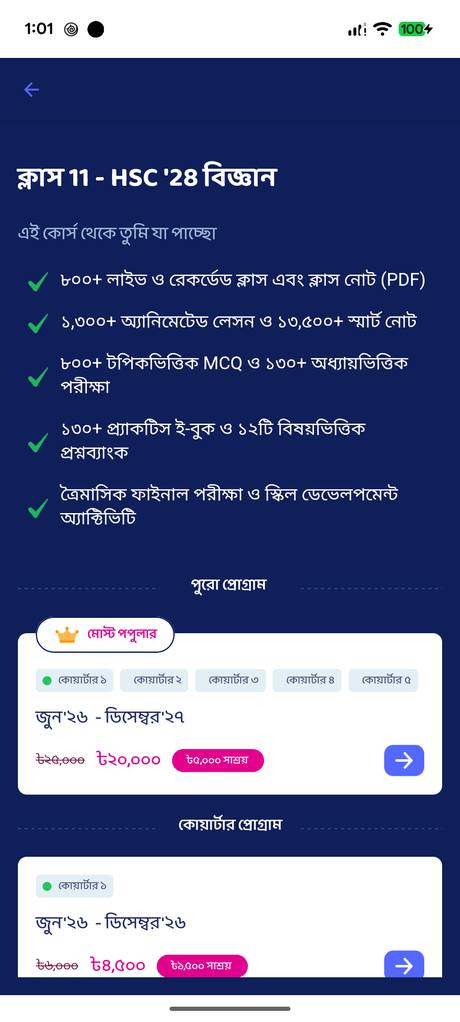 1:01
100
ক্লাস 11 - HSC '28 বিজ্ঞান
এই কোর্স থেকে তুমি যা পাচ্ছো
৮০০+ লাইভ ও রেকর্ডেড ক্লাস এবং ক্লাস নোট (PDF)
১,৩০০+ অ্যানিমেটেড লেসন ও ১৩,৫০০+ স্মার্ট নোট
৮০০+ টপিকভিত্তিক MCQ ও ১৩০+ অধ্যায়ভিত্তিক
পরীক্ষা
১৩০+ প্র্যাকটিস ই-বুক ও ১২টি বিষয়ভিত্তিক
প্রশ্নব্যাংক
ত্রৈমাসিক ফাইনাল পরীক্ষা ও স্কিল ডেভেলপমেন্ট
অ্যাক্টিভিটি
পুরো প্রোগ্রাম
মোস্ট পপুলার
কোয়ার্টার ১ কোয়ার্টার ২ কোয়ার্টার ৩ কোয়ার্টার ৪ কোয়ার্টার ৫
জুন'২৬ - ডিসেম্বর'২৭
৳২৫,০০০ ৳২০,০০০ ৳৫,০০০ সাশ্রয়
কোয়ার্টার প্রোগ্রাম
কোয়ার্টার ১
জুন'২৬ - ডিসেম্বর'২৬
৳৬,০০০ ৳৪,৫০০ ৳১,৫০০ সাশ্রয়